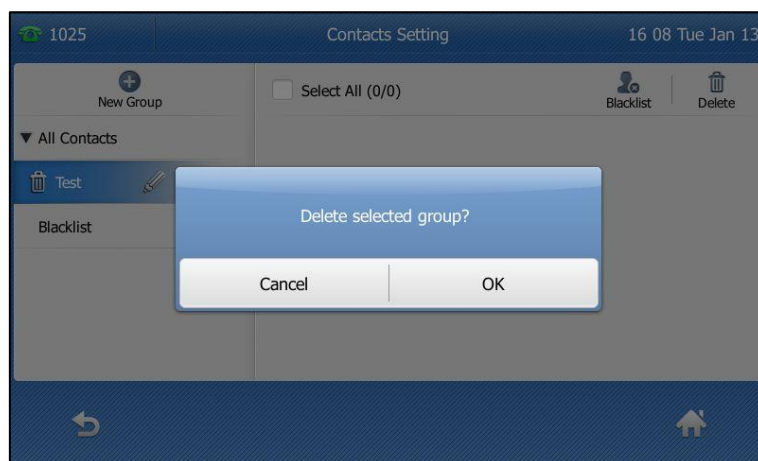 1025
Contacts Setting
16 08 Tue Jan 13
New Group
Select All (0/0)
Blacklist
Delete
All Contacts
Test
Blacklist
Delete selected group?
Cancel
OK